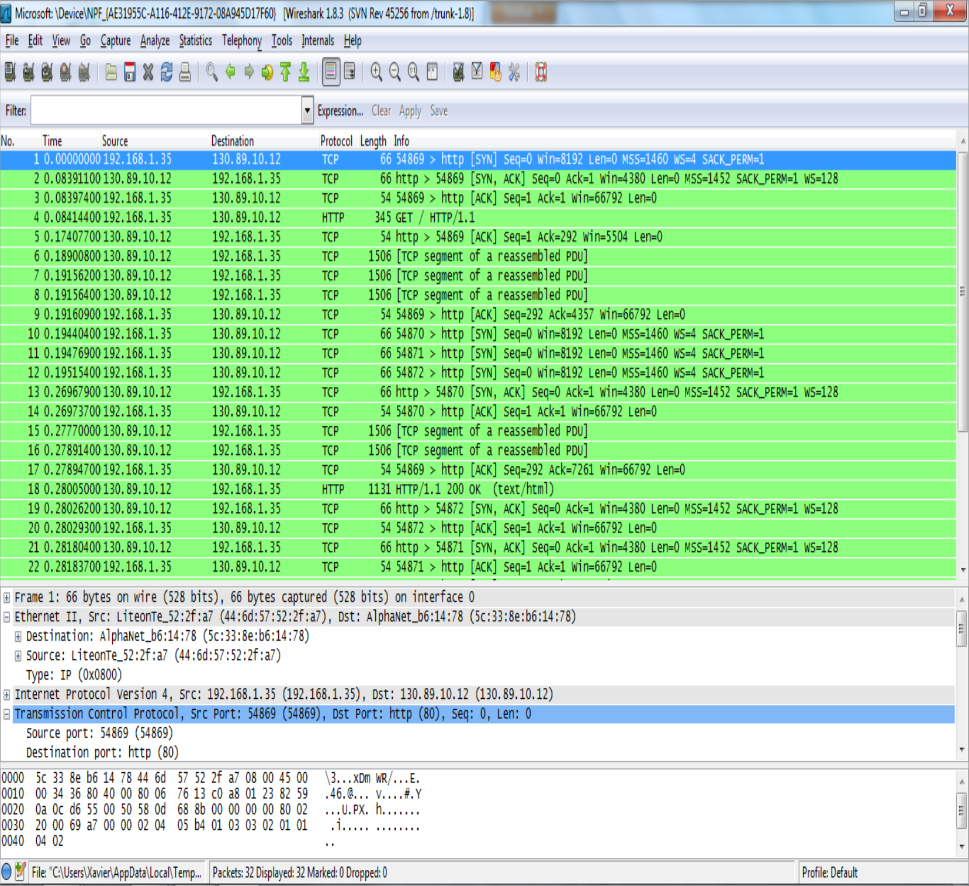 Microsoft: \Device\NPF_{AE31955C-A116-412E-9172-08A945D17F60} [Wireshark 1.8.3 (SVN Rev 45256 from /trunk-1.8)]
File Edit View Go Capture Analyze Statistics Telephony Tools Internals Help
Filter: Expression... Clear Apply Save
No. Time Source Destination Protocol Length Info
1 0.00000000 192.168.1.35 130.89.10.12 TCP 66 54869 > http [SYN] Seq=0 Win=8192 Len=0 MSS=1460 WS=4 SACK_PERM=1
2 0.08391100 130.89.10.12 192.168.1.35 TCP 66 http > 54869 [SYN, ACK] Seq=0 Ack=1 Win=4380 Len=0 MSS=1452 SACK_PERM=1 WS=128
3 0.08397400 192.168.1.35 130.89.10.12 TCP 54 54869 > http [ACK] Seq=1 Ack=1 Win=66792 Len=0
4 0.08414400 192.168.1.35 130.89.10.12 HTTP 345 GET / HTTP/1.1
5 0.17407700 130.89.10.12 192.168.1.35 TCP 54 http > 54869 [ACK] Seq=1 Ack=292 Win=5504 Len=0
6 0.18900800 130.89.10.12 192.168.1.35 TCP 1506 [TCP segment of a reassembled PDU]
7 0.19156200 130.89.10.12 192.168.1.35 TCP 1506 [TCP segment of a reassembled PDU]
8 0.19156400 130.89.10.12 192.168.1.35 TCP 1506 [TCP segment of a reassembled PDU]
9 0.19160900 192.168.1.35 130.89.10.12 TCP 54 54869 > http [ACK] Seq=292 Ack=4357 Win=66792 Len=0
10 0.19440400 192.168.1.35 130.89.10.12 TCP 66 54870 > http [SYN] Seq=0 Win=8192 Len=0 MSS=1460 WS=4 SACK_PERM=1
11 0.19476900 192.168.1.35 130.89.10.12 TCP 66 54871 > http [SYN] Seq=0 Win=8192 Len=0 MSS=1460 WS=4 SACK_PERM=1
12 0.19515400 192.168.1.35 130.89.10.12 TCP 66 54872 > http [SYN] Seq=0 Win=8192 Len=0 MSS=1460 WS=4 SACK_PERM=1
13 0.26967900 130.89.10.12 192.168.1.35 TCP 66 http > 54870 [SYN, ACK] Seq=0 Ack=1 Win=4380 Len=0 MSS=1452 SACK_PERM=1 WS=128
14 0.26973700 192.168.1.35 130.89.10.12 TCP 54 54870 > http [ACK] Seq=1 Ack=1 Win=66792 Len=0
15 0.27770000 130.89.10.12 192.168.1.35 TCP 1506 [TCP segment of a reassembled PDU]
16 0.27891400 130.89.10.12 192.168.1.35 TCP 1506 [TCP segment of a reassembled PDU]
17 0.27894700 192.168.1.35 130.89.10.12 TCP 54 54869 > http [ACK] Seq=292 Ack=7261 Win=66792 Len=0
18 0.28005000 130.89.10.12 192.168.1.35 HTTP 1131 HTTP/1.1 200 OK (text/html)
19 0.28026200 130.89.10.12 192.168.1.35 TCP 66 http > 54872 [SYN, ACK] Seq=0 Ack=1 Win=4380 Len=0 MSS=1452 SACK_PERM=1 WS=128
20 0.28029300 192.168.1.35 130.89.10.12 TCP 54 54872 > http [ACK] Seq=1 Ack=1 Win=66792 Len=0
21 0.28180400 130.89.10.12 192.168.1.35 TCP 66 http > 54871 [SYN, ACK] Seq=0 Ack=1 Win=4380 Len=0 MSS=1452 SACK_PERM=1 WS=128
22 0.28183700 192.168.1.35 130.89.10.12 TCP 54 54871 > http [ACK] Seq=1 Ack=1 Win=66792 Len=0
Frame 1: 66 bytes on wire (528 bits), 66 bytes captured (528 bits) on interface 0
Ethernet II, Src: LiteonTe_52:2f:a7 (44:6d:57:52:2f:a7), Dst: AlphaNet_b6:14:78 (5c:33:8e:b6:14:78)
Destination: AlphaNet_b6:14:78 (5c:33:8e:b6:14:78)
Source: LiteonTe_52:2f:a7 (44:6d:57:52:2f:a7)
Type: IP (0x0800)
Internet Protocol Version 4, Src: 192.168.1.35 (192.168.1.35), Dst: 130.89.10.12 (130.89.10.12)
Transmission Control Protocol, Src Port: 54869 (54869), Dst Port: http (80), Seq: 0, Len: 0
Source port: 54869 (54869)
Destination port: http (80)
0000 5c 33 8e b6 14 78 44 6d 57 52 2f a7 08 00 45 00 \3...xDm WR/...E.
0010 00 34 36 80 40 00 80 06 76 13 c0 a8 01 23 82 59 .46.@... v....#.Y
0020 0a 0c d6 55 00 50 58 0d 68 8b 00 00 00 00 80 02 ...U.PX. h.......
0030 20 00 69 a7 00 00 02 04 05 b4 01 03 03 02 01 01 .i..... ........
0040 04 02 ..
File: "C:\Users\Xavier\AppData\Local\Temp... Packets: 32 Displayed: 32 Marked: 0 Dropped: 0 Profile: Default